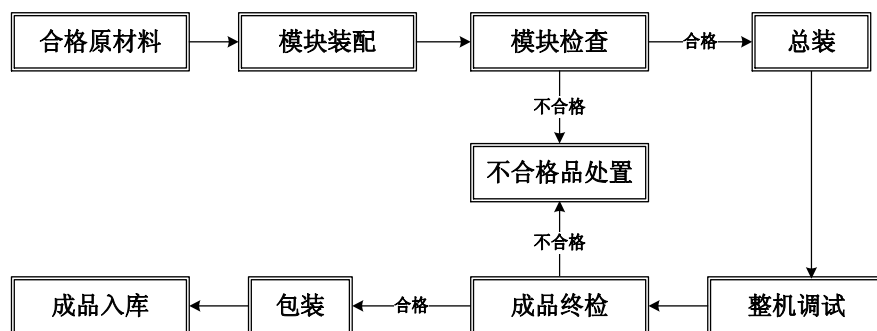 合格原材料
模块装配
模块检查
合格
总装
不合格
不合格品处置
不合格
成品入库
包装
合格
成品终检
整机调试